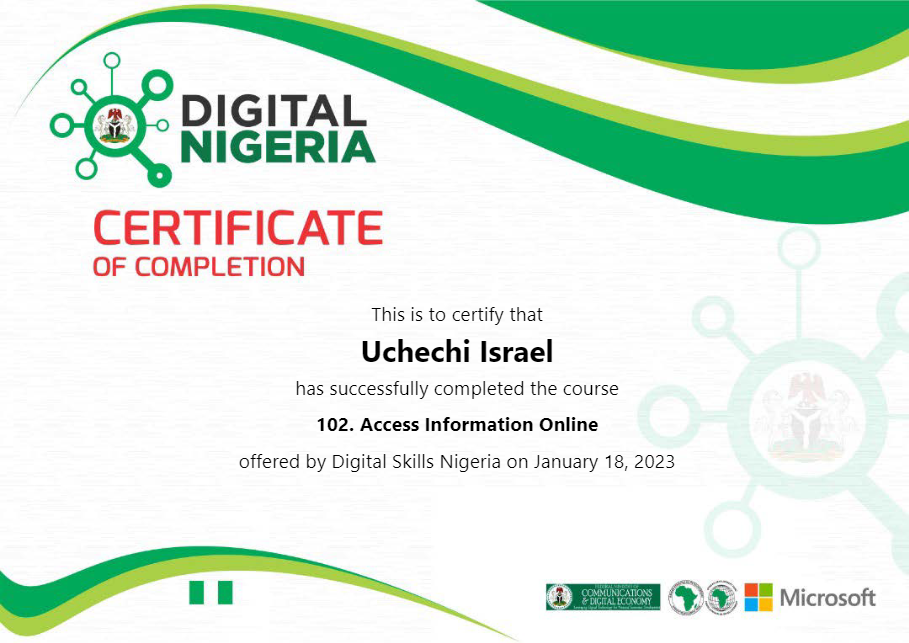 DIGITAL
NIGERIA
CERTIFICATE
OF COMPLETION
This is to certify that
Uchechi Israel
has successfully completed the course
102. Access Information Online
offered by Digital Skills Nigeria on January 18, 2023
FEDERAL MINISTRY OF
COMMUNICATIONS
& DIGITAL ECONOMY
Microsoft